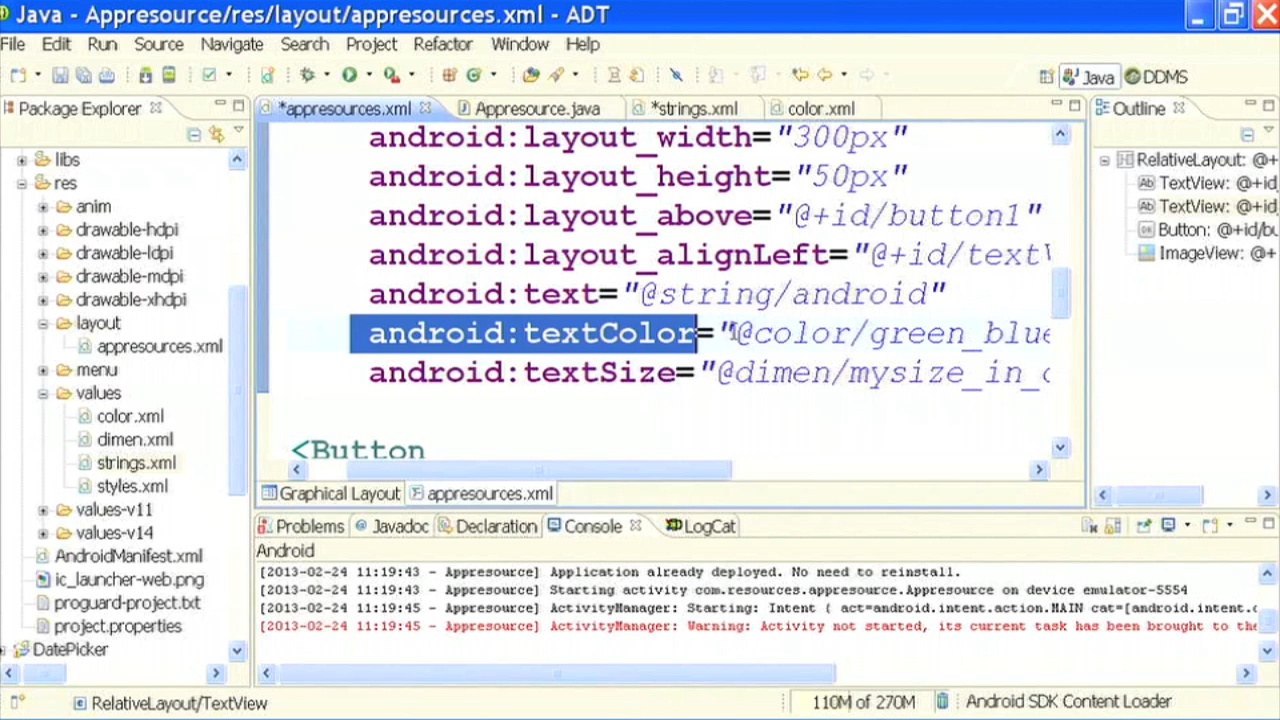 Java - Appresource/res/layout/appresources.xml - ADT
File Edit Run Source Navigate Search Project Refactor Window Help
Java DDMS
Package Explorer
*appresources.xml Appresource.java *strings.xml color.xml
Outline
libs
res
anim
drawable-hdpi
drawable-ldpi
drawable-mdpi
drawable-xhdpi
layout
appresources.xml
menu
values
color.xml
dimen.xml
strings.xml
styles.xml
values-v11
values-v14
AndroidManifest.xml
ic_launcher-web.png
proguard-project.txt
project.properties
DatePicker
android:layout_width="300px"
android:layout_height="50px"
android:layout_above="@+id/button1"
android:layout_alignLeft="@+id/text
android:text="@string/android"
android:textColor="@color/green_blue
android:textSize="@dimen/mysize_in_
<Button
RelativeLayout: @+
TextView: @+id
TextView: @+id
Button: @+id/bu
ImageView: @+
Graphical Layout appresources.xml
Problems Javadoc Declaration Console LogCat
Android
[2013-02-24 11:19:43 - Appresource] Application already deployed. No need to reinstall.
[2013-02-24 11:19:43 - Appresource] Starting activity com.resources.appresource.Appresource on device emulator-5554
[2013-02-24 11:19:45 - Appresource] ActivityManager: Starting: Intent { act=android.intent.action.MAIN cat=[android.intent.
[2013-02-24 11:19:45 - Appresource] ActivityManager: Warning: Activity not started, its current task has been brought to the
RelativeLayout/TextView
110M of 270M
Android SDK Content Loader